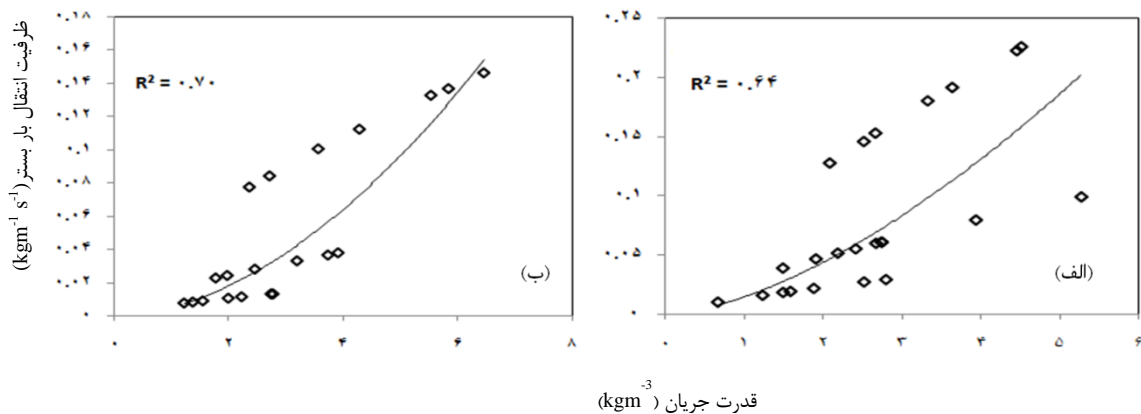 ظرفیت انتقال بار بستر (kgm-1 s-1)
۰.۱۸
۰.۱۶
۰.۱۴
۰.۱۲
۰.۱
۰.۰۸
۰.۰۶
۰.۰۴
۰.۰۲
۰
R² = ۰.۷۰
(ب)
۰ ۲ ۴ ۶ ۸
۰.۲۵
۰.۲
۰.۱۵
۰.۱
۰.۰۵
۰
R² = ۰.۶۴
(الف)
۰ ۱ ۲ ۳ ۴ ۵ ۶
قدرت جریان (kgm-3)